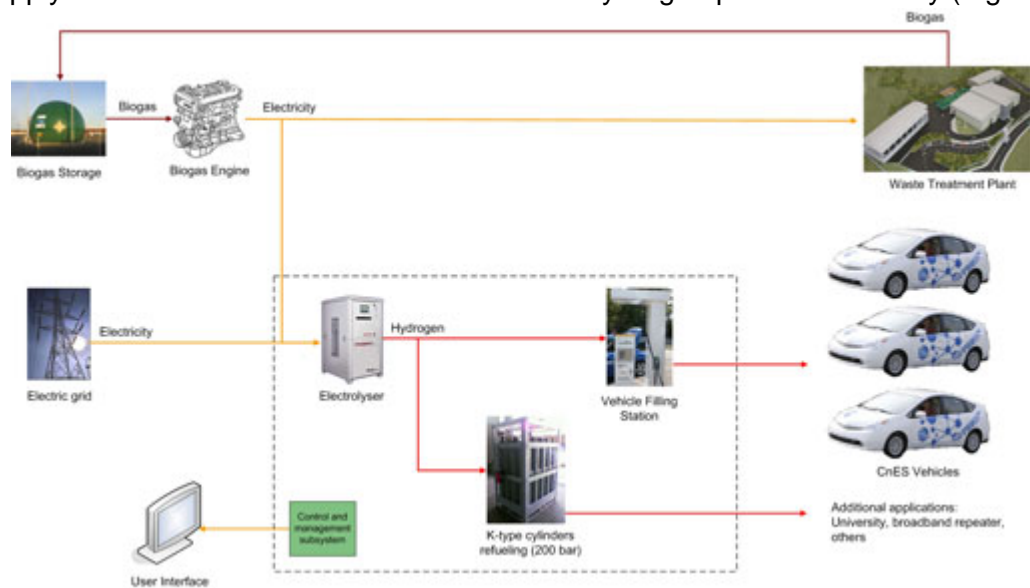 Biogas
Biogas
Electricity
Biogas Storage
Biogas Engine
Waste Treatment Plant
Electricity
Hydrogen
Electric grid
Electrolyser
Vehicle Filling
Station
CnES Vehicles
Control and
management
subsystem
K-type cylinders
refueling (200 bar)
Additional applications:
University, broadband repeater,
others
User Interface